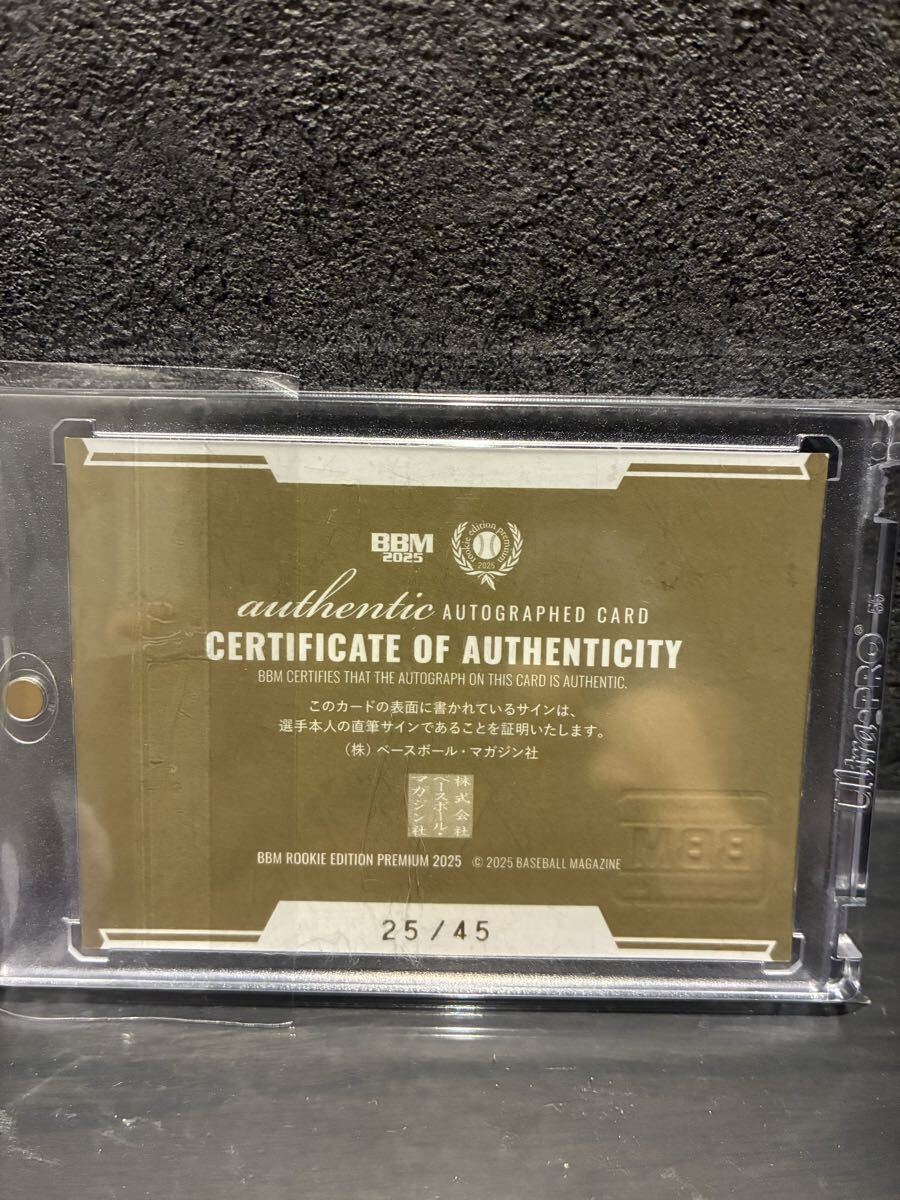 BBM
2025
rookie edition premium
2025
authentic AUTOGRAPHED CARD
CERTIFICATE OF AUTHENTICITY
BBM CERTIFIES THAT THE AUTOGRAPH ON THIS CARD IS AUTHENTIC.
このカードの表面に書かれているサインは、
選手本人の直筆サインであることを証明いたします。
（株）ベースボール・マガジン社
株式会社
ベースボール・
マガジン社
BBM ROOKIE EDITION PREMIUM 2025 © 2025 BASEBALL MAGAZINE
BBM
25/45
Ultra·PRO®